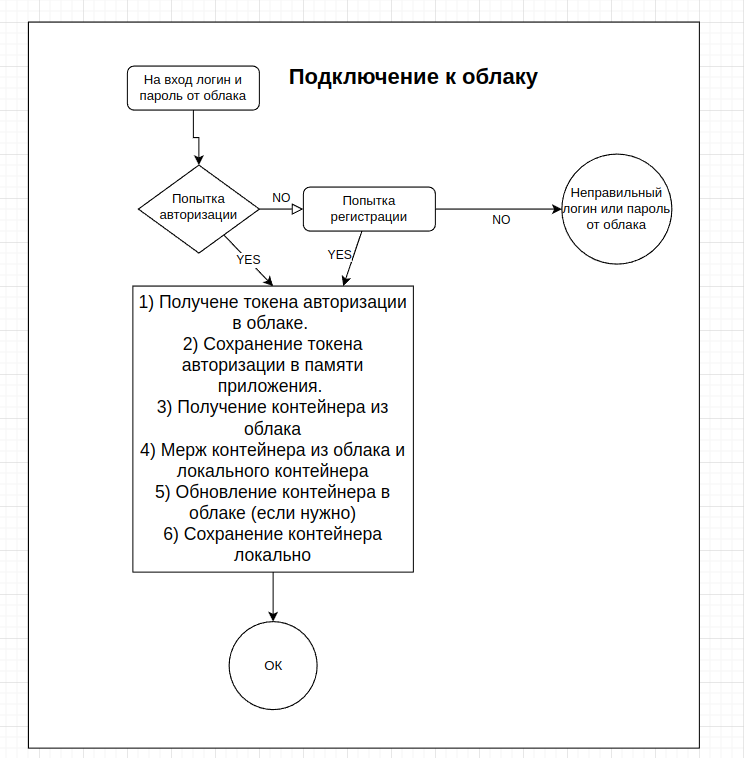 Подключение к облаку
На вход логин и
пароль от облака
Попытка
авторизации
NO
Попытка
регистрации
NO
Неправильный
логин или пароль
от облака
YES
YES
1) Получене токена авторизации
в облаке.
2) Сохранение токена
авторизации в памяти
приложения.
3) Получение контейнера из
облака
4) Мерж контейнера из облака и
локального контейнера
5) Обновление контейнера в
облаке (если нужно)
6) Сохранение контейнера
локально
ОК